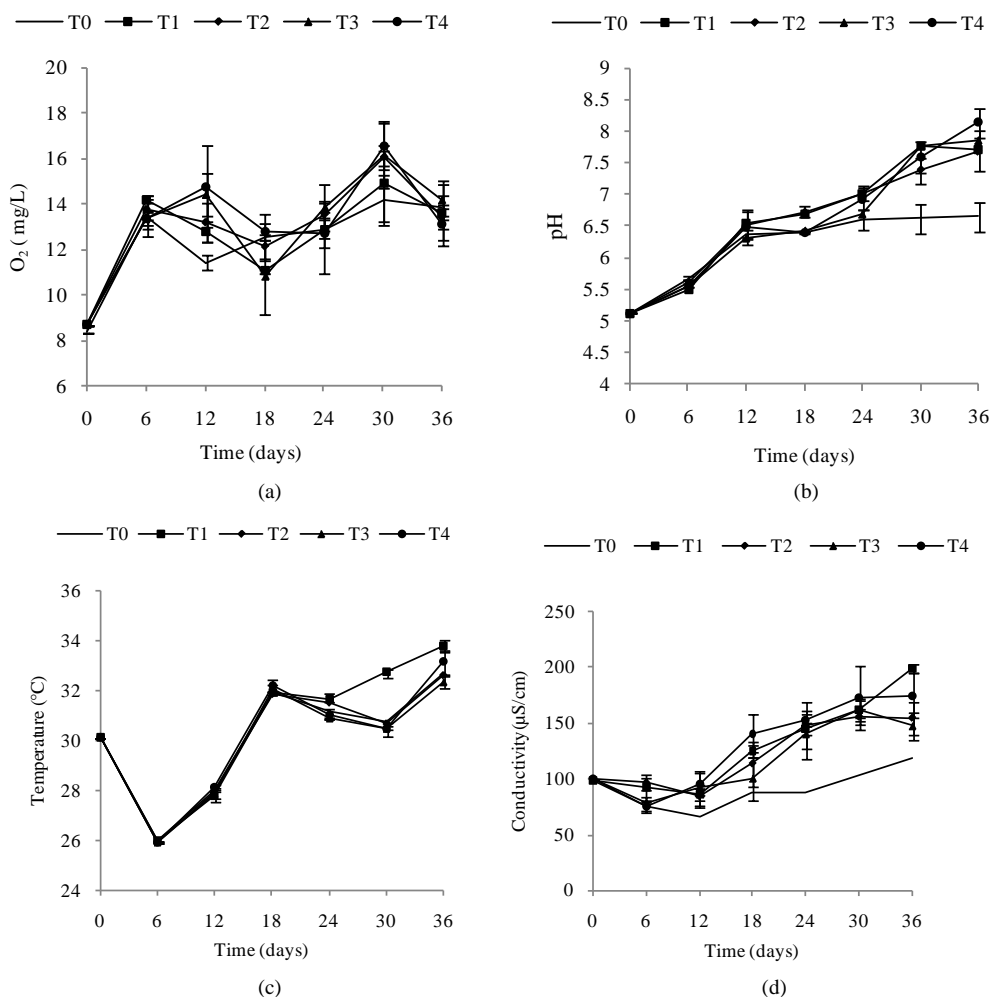 T0 T1 T2 T3 T4
20
18
16
14
12
10
8
6
O₂ ( mg/L)
0 6 12 18 24 30 36
Time (days)
(a)
T0 T1 T2 T3 T4
9
8.5
8
7.5
7
6.5
6
5.5
5
4.5
4
pH
0 6 12 18 24 30 36
Time (days)
(b)
T0 T1 T2 T3 T4
36
34
32
30
28
26
24
Temperature (°C)
0 6 12 18 24 30 36
Time (days)
(c)
T0 T1 T2 T3 T4
250
200
150
100
50
0
Conductivity (µS/cm)
0 6 12 18 24 30 36
Time (days)
(d)